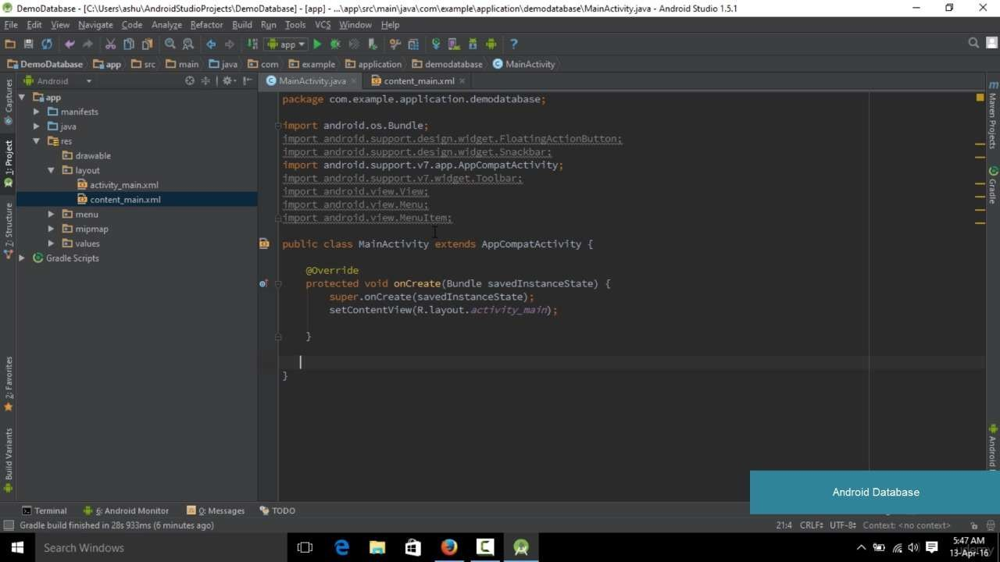 DemoDatabase - [C:\Users\ashu\AndroidStudioProjects\DemoDatabase] - [app] - ...\app\src\main\java\com\example\application\demodatabase\MainActivity.java - Android Studio 1.5.1
File Edit View Navigate Code Analyze Refactor Build Run Tools VCS Window Help
app
DemoDatabase app src main java com example application demodatabase MainActivity
Android
MainActivity.java content_main.xml
Captures
1: Project
Z: Structure
2: Favorites
Build Variants
app
manifests
java
res
drawable
layout
activity_main.xml
content_main.xml
menu
mipmap
values
Gradle Scripts
package com.example.application.demodatabase;
import android.os.Bundle;
import android.support.design.widget.FloatingActionButton;
import android.support.design.widget.Snackbar;
import android.support.v7.app.AppCompatActivity;
import android.support.v7.widget.Toolbar;
import android.view.View;
import android.view.Menu;
import android.view.MenuItem;
public class MainActivity extends AppCompatActivity {
@Override
protected void onCreate(Bundle savedInstanceState) {
super.onCreate(savedInstanceState);
setContentView(R.layout.activity_main);
}
}
Maven Projects
Gradle
Android Database
Terminal 6: Android Monitor 0: Messages TODO
Gradle build finished in 28s 933ms (6 minutes ago) 21:4 CRLF UTF-8 Context: <no context>
Search Windows
5:47 AM
13-Apr-16